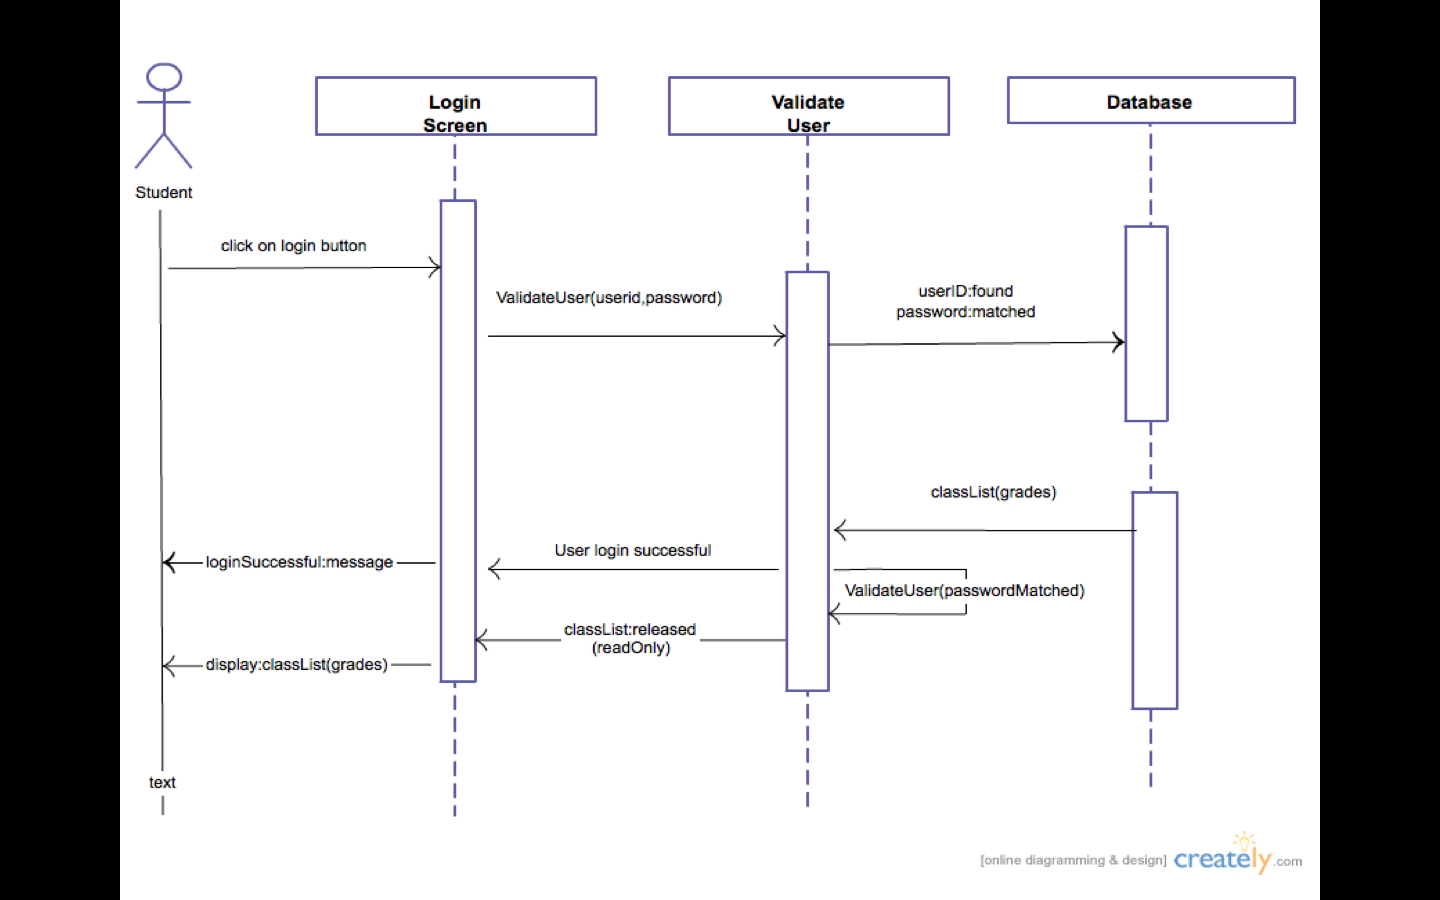 Login
Screen
Validate
User
Database
Student
click on login button
ValidateUser(userid,password)
userID:found
password:matched
classList(grades)
User login successful
loginSuccessful:message
ValidateUser(passwordMatched)
classList:released
(readOnly)
display:classList(grades)
text
[online diagramming & design] creately.com